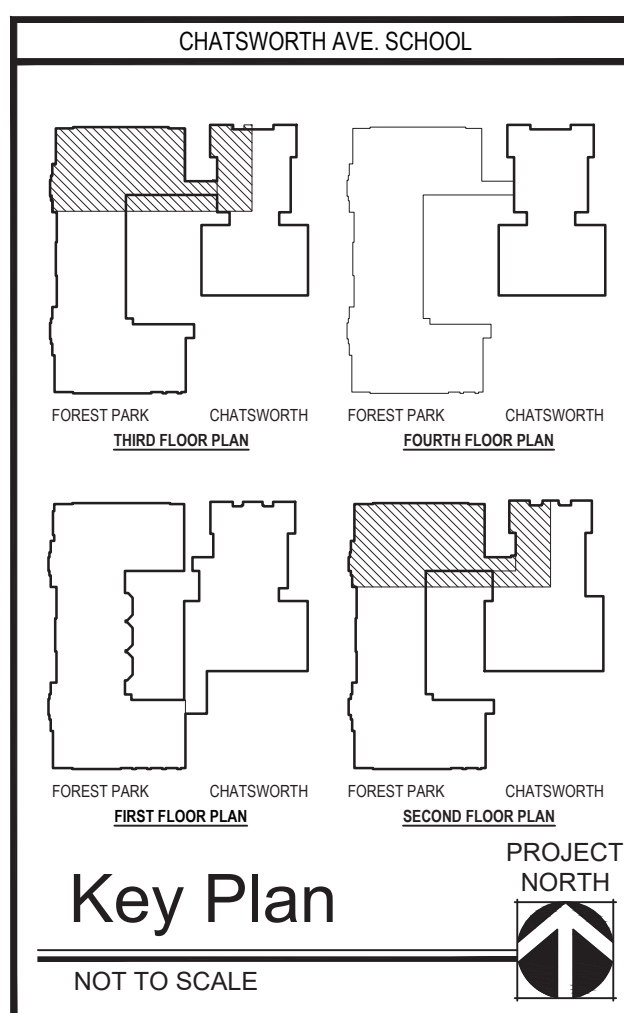 CHATSWORTH AVE. SCHOOL
FOREST PARK CHATSWORTH
THIRD FLOOR PLAN
FOREST PARK CHATSWORTH
FOURTH FLOOR PLAN
FOREST PARK CHATSWORTH
FIRST FLOOR PLAN
FOREST PARK CHATSWORTH
SECOND FLOOR PLAN
Key Plan
PROJECT
NORTH
NOT TO SCALE